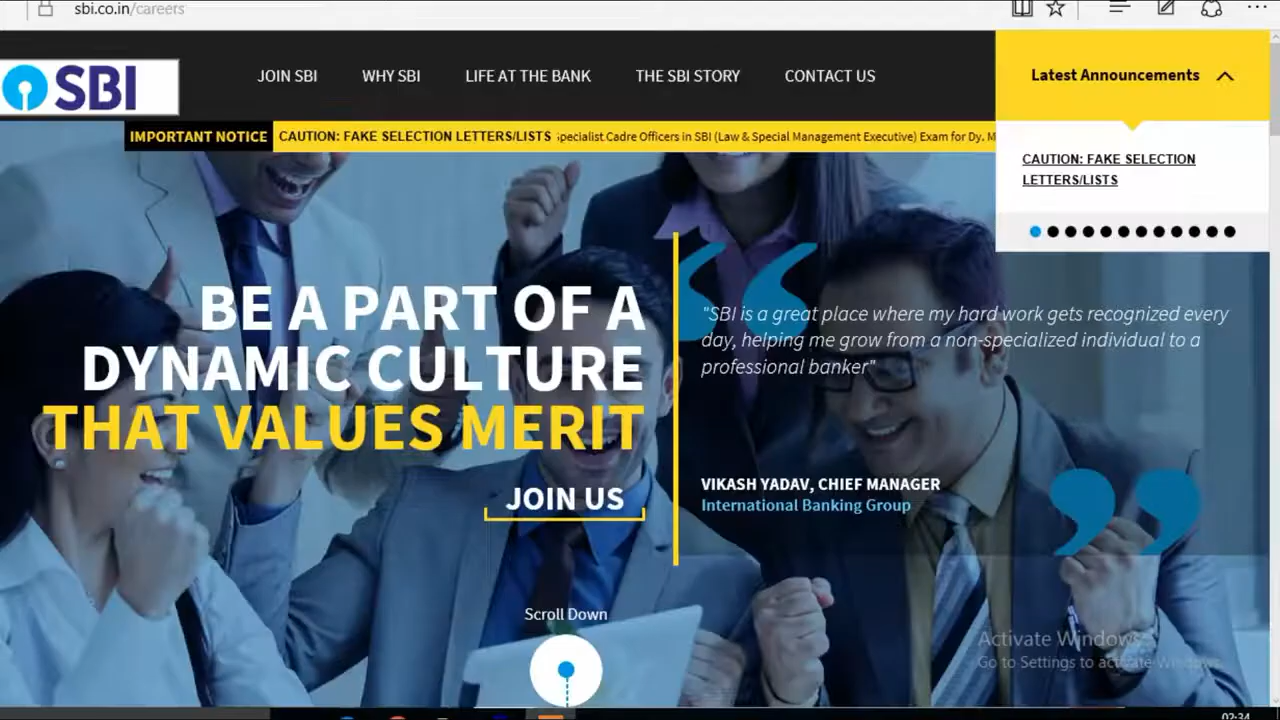 sbi.co.in/careers
SBI
JOIN SBI
WHY SBI
LIFE AT THE BANK
THE SBI STORY
CONTACT US
Latest Announcements
IMPORTANT NOTICE
CAUTION: FAKE SELECTION LETTERS/LISTS
pecialist Cadre Officers in SBI (Law & Special Management Executive) Exam for Dy. M
CAUTION: FAKE SELECTION
LETTERS/LISTS
BE A PART OF A
DYNAMIC CULTURE
THAT VALUES MERIT
JOIN US
"SBI is a great place where my hard work gets recognized every
day, helping me grow from a non-specialized individual to a
professional banker"
VIKASH YADAV, CHIEF MANAGER
International Banking Group
Scroll Down
Activate Windows
Go to Settings to activate Windows.
02:34